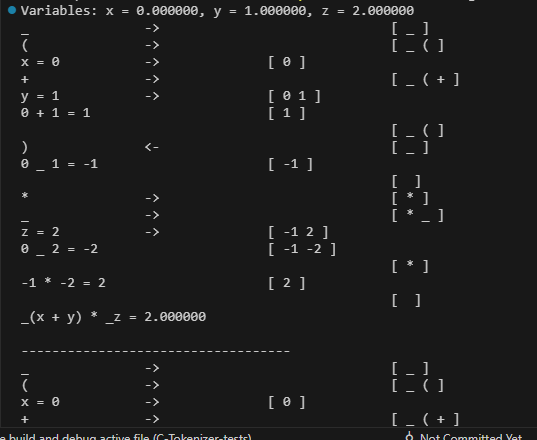 Variables: x = 0.000000, y = 1.000000, z = 2.000000
_ -> [ _ ]
( -> [ _ ( ]
x = 0 -> [ 0 ]
+ -> [ _ ( + ]
y = 1 -> [ 0 1 ]
0 + 1 = 1 [ 1 ]
[ _ ( ]
) <- [ _ ]
0 _ 1 = -1 [ -1 ]
[ ]
* -> [ * ]
_ -> [ * _ ]
z = 2 -> [ -1 2 ]
0 _ 2 = -2 [ -1 -2 ]
[ * ]
-1 * -2 = 2 [ 2 ]
[ ]
_(x + y) * _z = 2.000000
-----------------------------------
_ -> [ _ ]
( -> [ _ ( ]
x = 0 -> [ 0 ]
+ -> [ _ ( + ]
e build and debug active file (C-Tokenizer-tests) Not Committed Yet